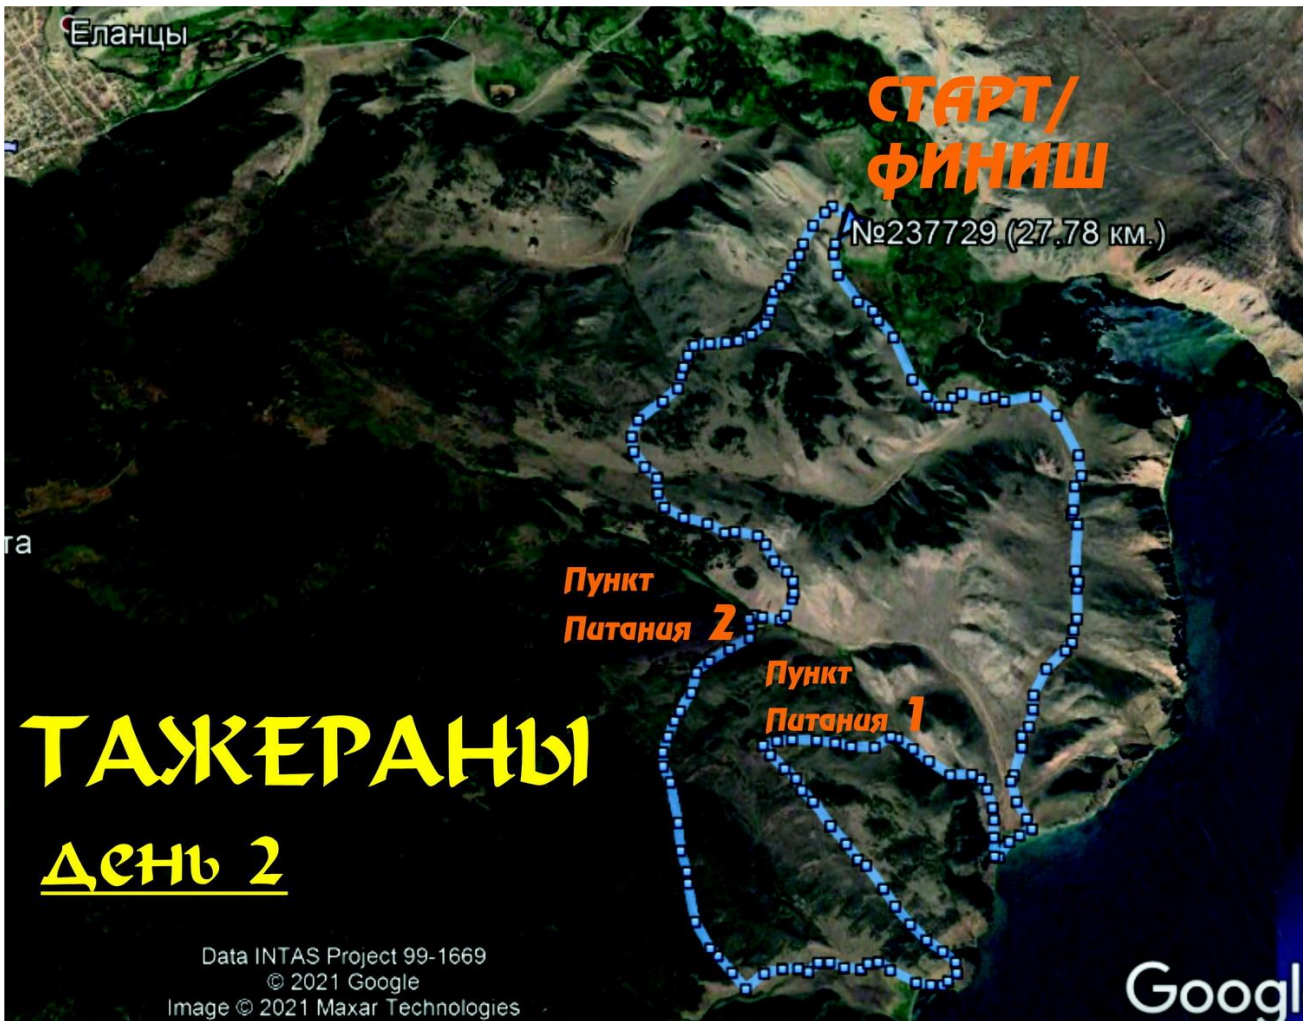 Еланцы
СТАРТ/
ФИНИШ
№237729 (27.78 км.)
та
Пункт
Питания 2
Пункт
Питания 1
ТАЖЕРАНЫ
день 2
Data INTAS Project 99-1669
© 2021 Google
Image © 2021 Maxar Technologies
Googl